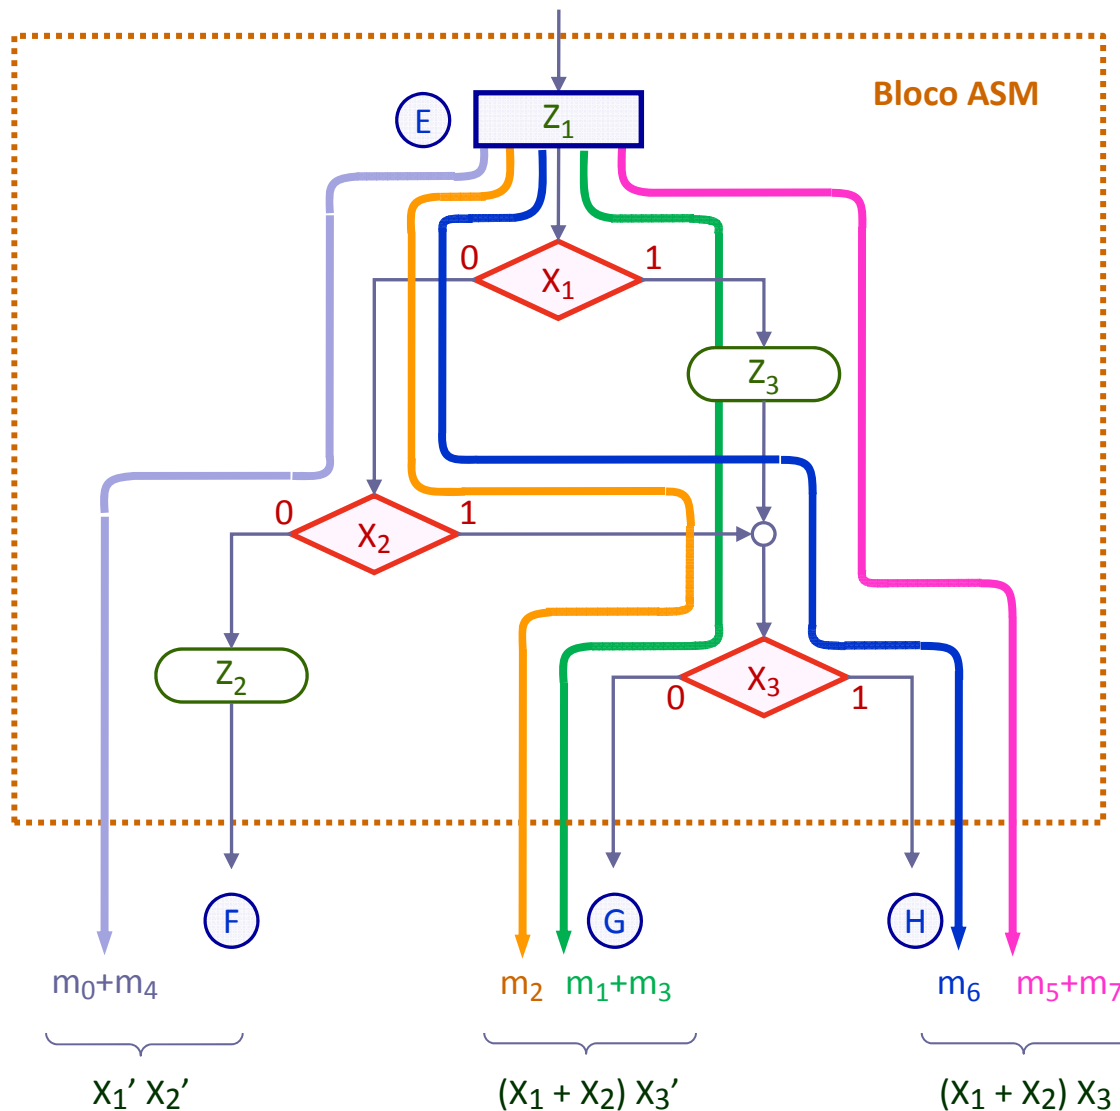 Bloco ASM
E
Z₁
0
X₁
1
Z₃
0
X₂
1
Z₂
X₃
0
1
F
G
H
m₀+m₄
m₂
m₁+m₃
m₆
m₅+m₇
X₁’ X₂’
(X₁ + X₂) X₃’
(X₁ + X₂) X₃